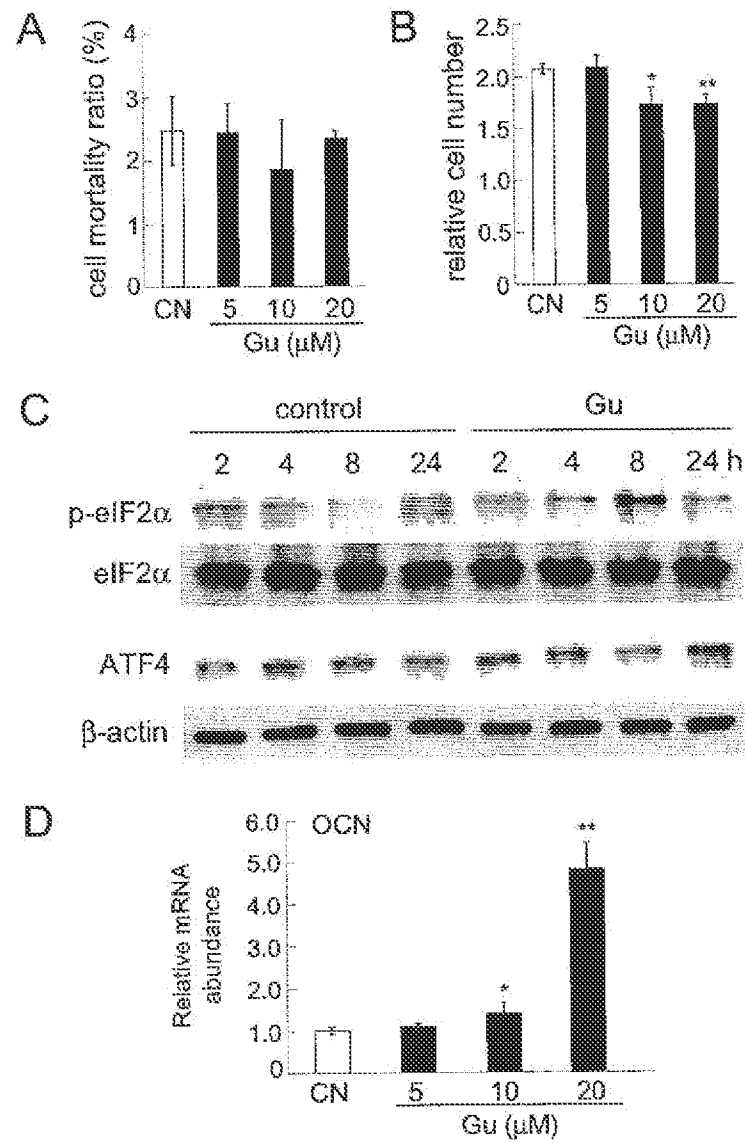 A
cell mortality ratio (%)
4
3
2
1
0
CN 5 10 20
Gu (μM)
B
relative cell number
2.5
2.0
1.5
1.0
0.5
0
* **
CN 5 10 20
Gu (μM)
C
control Gu
2 4 8 24 2 4 8 24 h
p-eIF2α
eIF2α
ATF4
β-actin
D
Relative mRNA
abundance
OCN
6.0
5.0
4.0
3.0
2.0
1.0
0
* **
CN 5 10 20
Gu (μM)